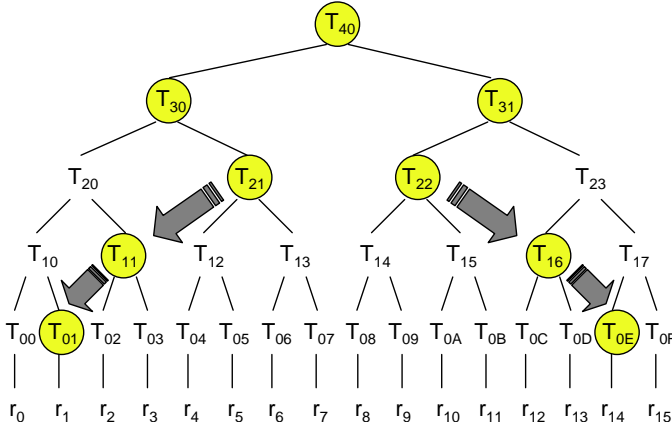 T40
T30 T31
T20 T21 T22 T23
T10 T11 T12 T13 T14 T15 T16 T17
T00 T01 T02 T03 T04 T05 T06 T07 T08 T09 T0A T0B T0C T0D T0E T0F
r0 r1 r2 r3 r4 r5 r6 r7 r8 r9 r10 r11 r12 r13 r14 r15